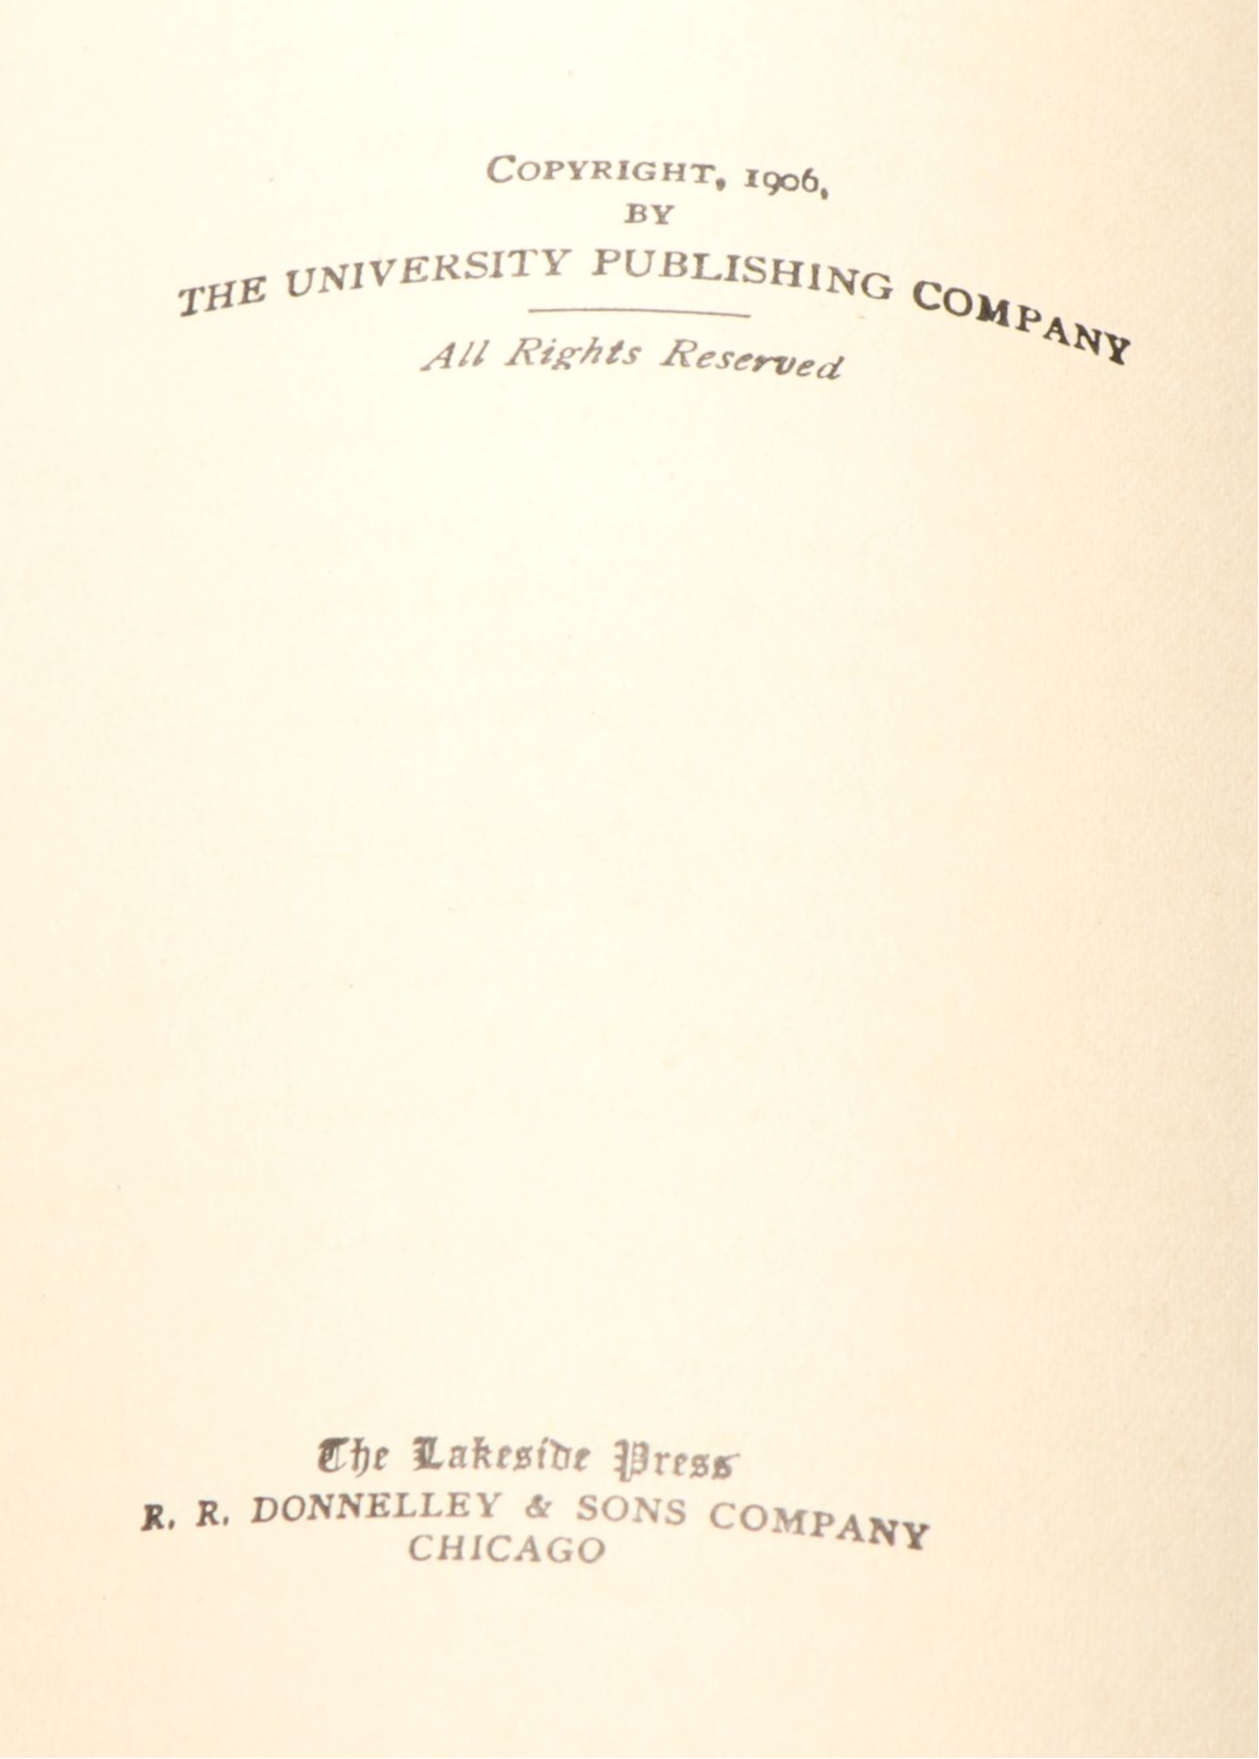 COPYRIGHT, 1906,
BY
THE UNIVERSITY PUBLISHING COMPANY
All Rights Reserved
The Lakeside Press
R. R. DONNELLEY & SONS COMPANY
CHICAGO